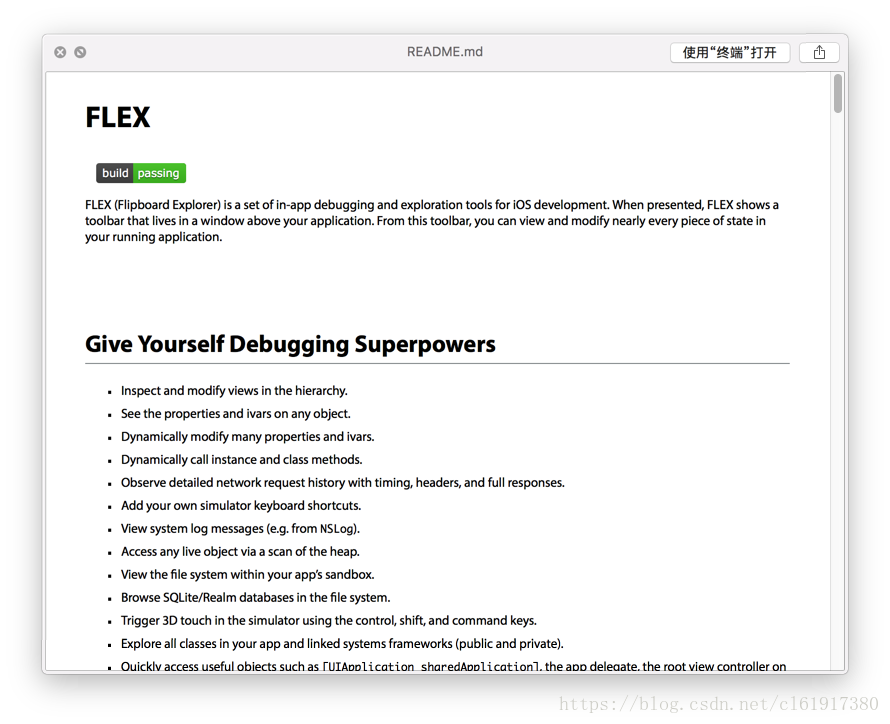 README.md
使用“终端”打开
FLEX
build passing
FLEX (Flipboard Explorer) is a set of in-app debugging and exploration tools for iOS development. When presented, FLEX shows a
toolbar that lives in a window above your application. From this toolbar, you can view and modify nearly every piece of state in
your running application.
Give Yourself Debugging Superpowers
Inspect and modify views in the hierarchy.
See the properties and ivars on any object.
Dynamically modify many properties and ivars.
Dynamically call instance and class methods.
Observe detailed network request history with timing, headers, and full responses.
Add your own simulator keyboard shortcuts.
View system log messages (e.g. from NSLog).
Access any live object via a scan of the heap.
View the file system within your app’s sandbox.
Browse SQLite/Realm databases in the file system.
Trigger 3D touch in the simulator using the control, shift, and command keys.
Explore all classes in your app and linked systems frameworks (public and private).
Quickly access useful objects such as [UIApplication sharedApplication], the app delegate, the root view controller on
https://blog.csdn.net/cl61917380